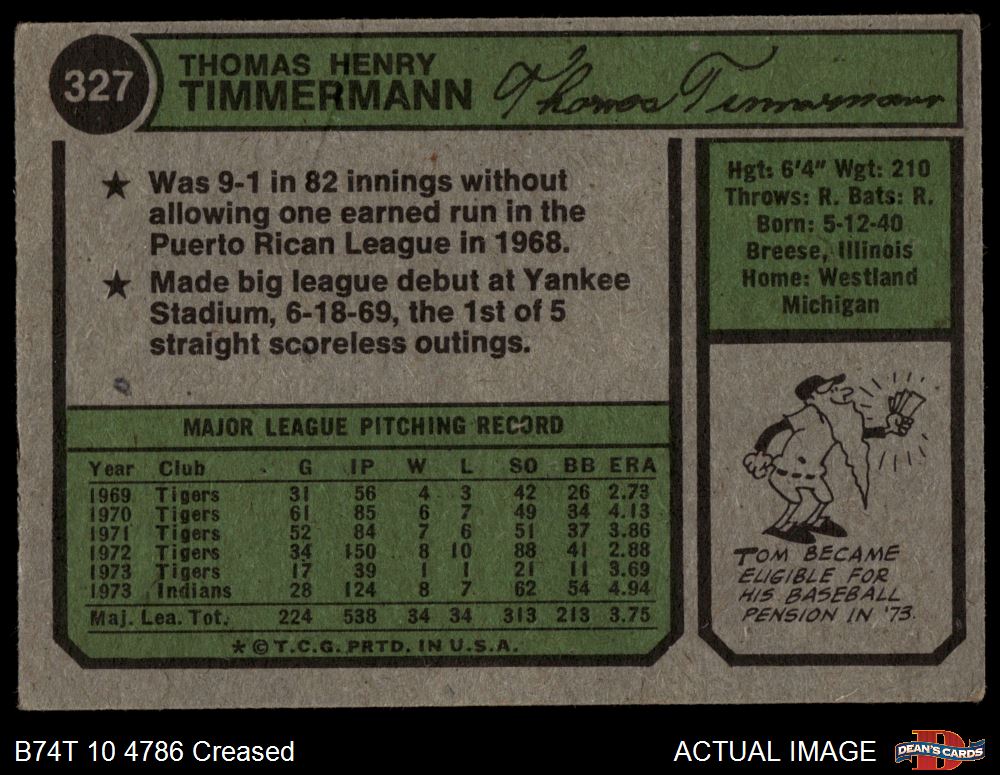 327
THOMAS HENRY
TIMMERMANN
Thomas Timmermann
★ Was 9-1 in 82 innings without
allowing one earned run in the
Puerto Rican League in 1968.
★ Made big league debut at Yankee
Stadium, 6-18-69, the 1st of 5
straight scoreless outings.
Hgt: 6'4" Wgt: 210
Throws: R. Bats: R.
Born: 5-12-40
Breese, Illinois
Home: Westland
Michigan
MAJOR LEAGUE PITCHING RECORD
Year Club G IP W L SO BB ERA
1969 Tigers 31 56 4 3 42 26 2.73
1970 Tigers 61 85 6 7 49 34 4.13
1971 Tigers 52 84 7 6 51 37 3.86
1972 Tigers 34 150 8 10 88 41 2.88
1973 Tigers 17 39 1 1 21 11 3.69
1973 Indians 28 124 8 7 62 54 4.94
Maj. Lea. Tot. 224 538 34 34 313 213 3.75
★ © T.C.G. PRTD. IN U.S.A.
TOM BECAME
ELIGIBLE FOR
HIS BASEBALL
PENSION IN '73.
B74T 10 4786 Creased
ACTUAL IMAGE
DEAN'S CARDS